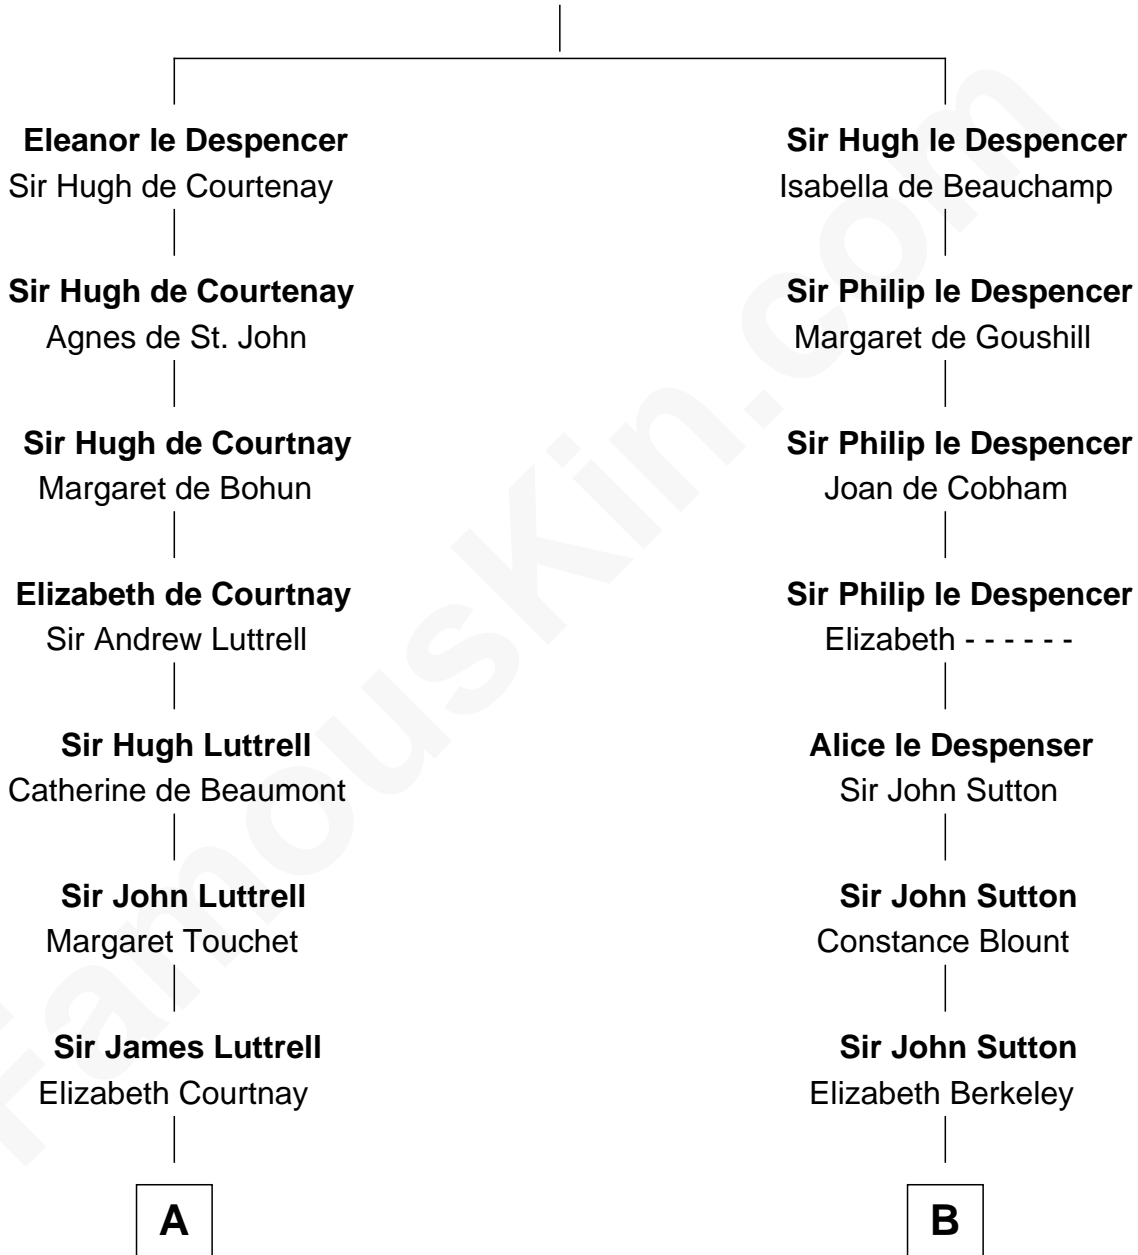 Eleanor le Despencer
Sir Hugh de Courtenay
Sir Hugh de Courtenay
Agnes de St. John
Sir Hugh de Courtnay
Margaret de Bohun
Elizabeth de Courtnay
Sir Andrew Luttrell
Sir Hugh Luttrell
Catherine de Beaumont
Sir John Luttrell
Margaret Touchet
Sir James Luttrell
Elizabeth Courtnay
A
Sir Hugh le Despencer
Isabella de Beauchamp
Sir Philip le Despencer
Margaret de Goushill
Sir Philip le Despencer
Joan de Cobham
Sir Philip le Despencer
Elizabeth - - - - - -
Alice le Despenser
Sir John Sutton
Sir John Sutton
Constance Blount
Sir John Sutton
Elizabeth Berkeley
B
FamousKin.com